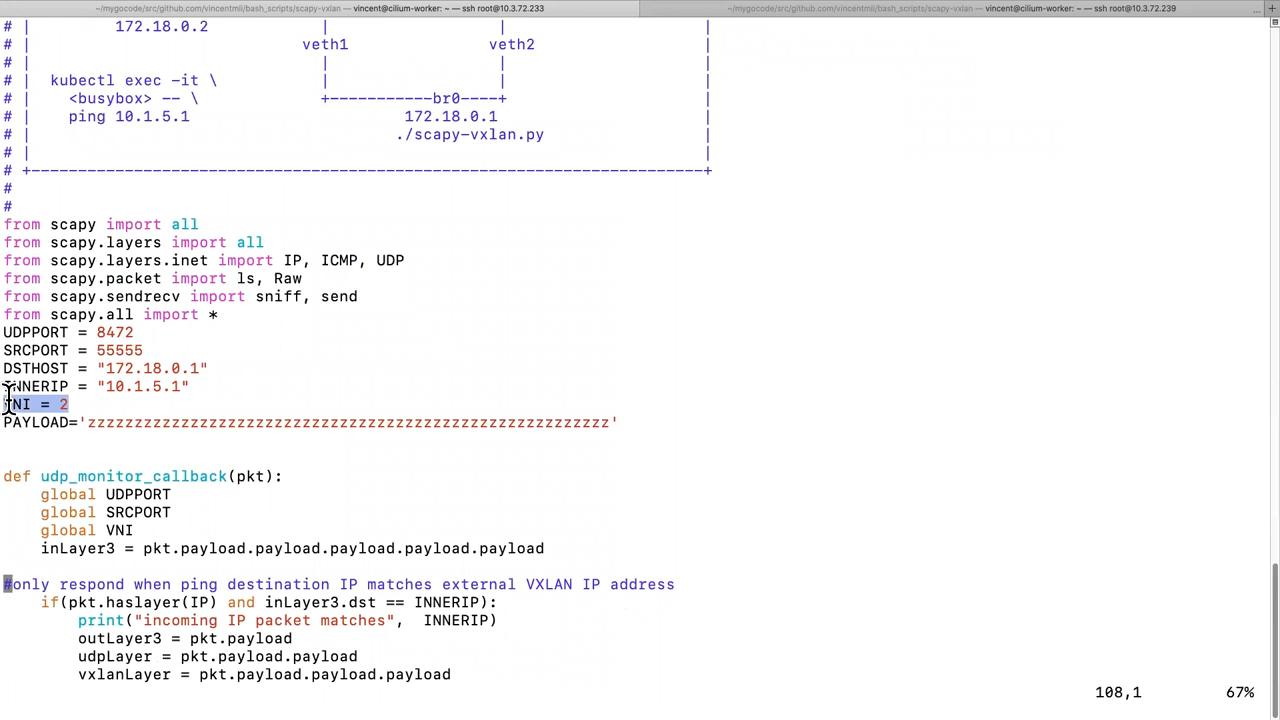 ~/mygocode/src/github.com/vincentmli/bash_scripts/scapy-vxlan — vincent@cilium-worker: ~ — ssh root@10.3.72.233
~/mygocode/src/github.com/vincentmli/bash_scripts/scapy-vxlan — vincent@cilium-worker: ~ — ssh root@10.3.72.239
... +
# |         172.18.0.2             |                  |                     |
# |                              veth1              veth2                  |
# |                                |                  |                     |
# |  kubectl exec -it \            |                  |                     |
# |    <busybox> -- \              +-----------br0----+                     |
# |    ping 10.1.5.1                       172.18.0.1                       |
# |                                       ./scapy-vxlan.py                  |
# |                                                                         |
# +-------------------------------------------------------------------------+
#
#
from scapy import all
from scapy.layers import all
from scapy.layers.inet import IP, ICMP, UDP
from scapy.packet import ls, Raw
from scapy.sendrecv import sniff, send
from scapy.all import *
UDPPORT = 8472
SRCPORT = 55555
DSTHOST = "172.18.0.1"
INNERIP = "10.1.5.1"
VNI = 2
PAYLOAD='zzzzzzzzzzzzzzzzzzzzzzzzzzzzzzzzzzzzzzzzzzzzzzzzzzzzzzzz'
def udp_monitor_callback(pkt):
    global UDPPORT
    global SRCPORT
    global VNI
    inLayer3 = pkt.payload.payload.payload.payload.payload
#only respond when ping destination IP matches external VXLAN IP address
    if(pkt.haslayer(IP) and inLayer3.dst == INNERIP):
        print("incoming IP packet matches",  INNERIP)
        outLayer3 = pkt.payload
        udpLayer = pkt.payload.payload
        vxlanLayer = pkt.payload.payload.payload
108,1 67%